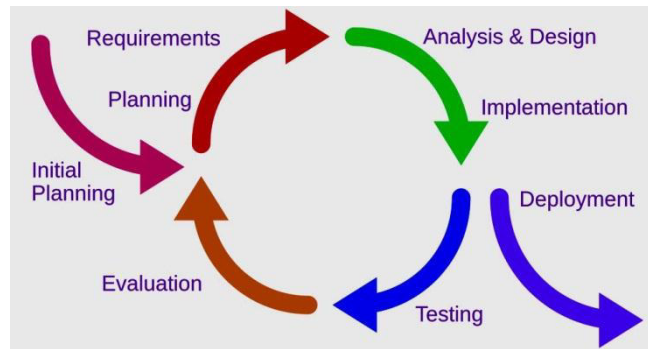 Requirements
Analysis & Design
Planning
Implementation
Initial
Planning
Deployment
Evaluation
Testing